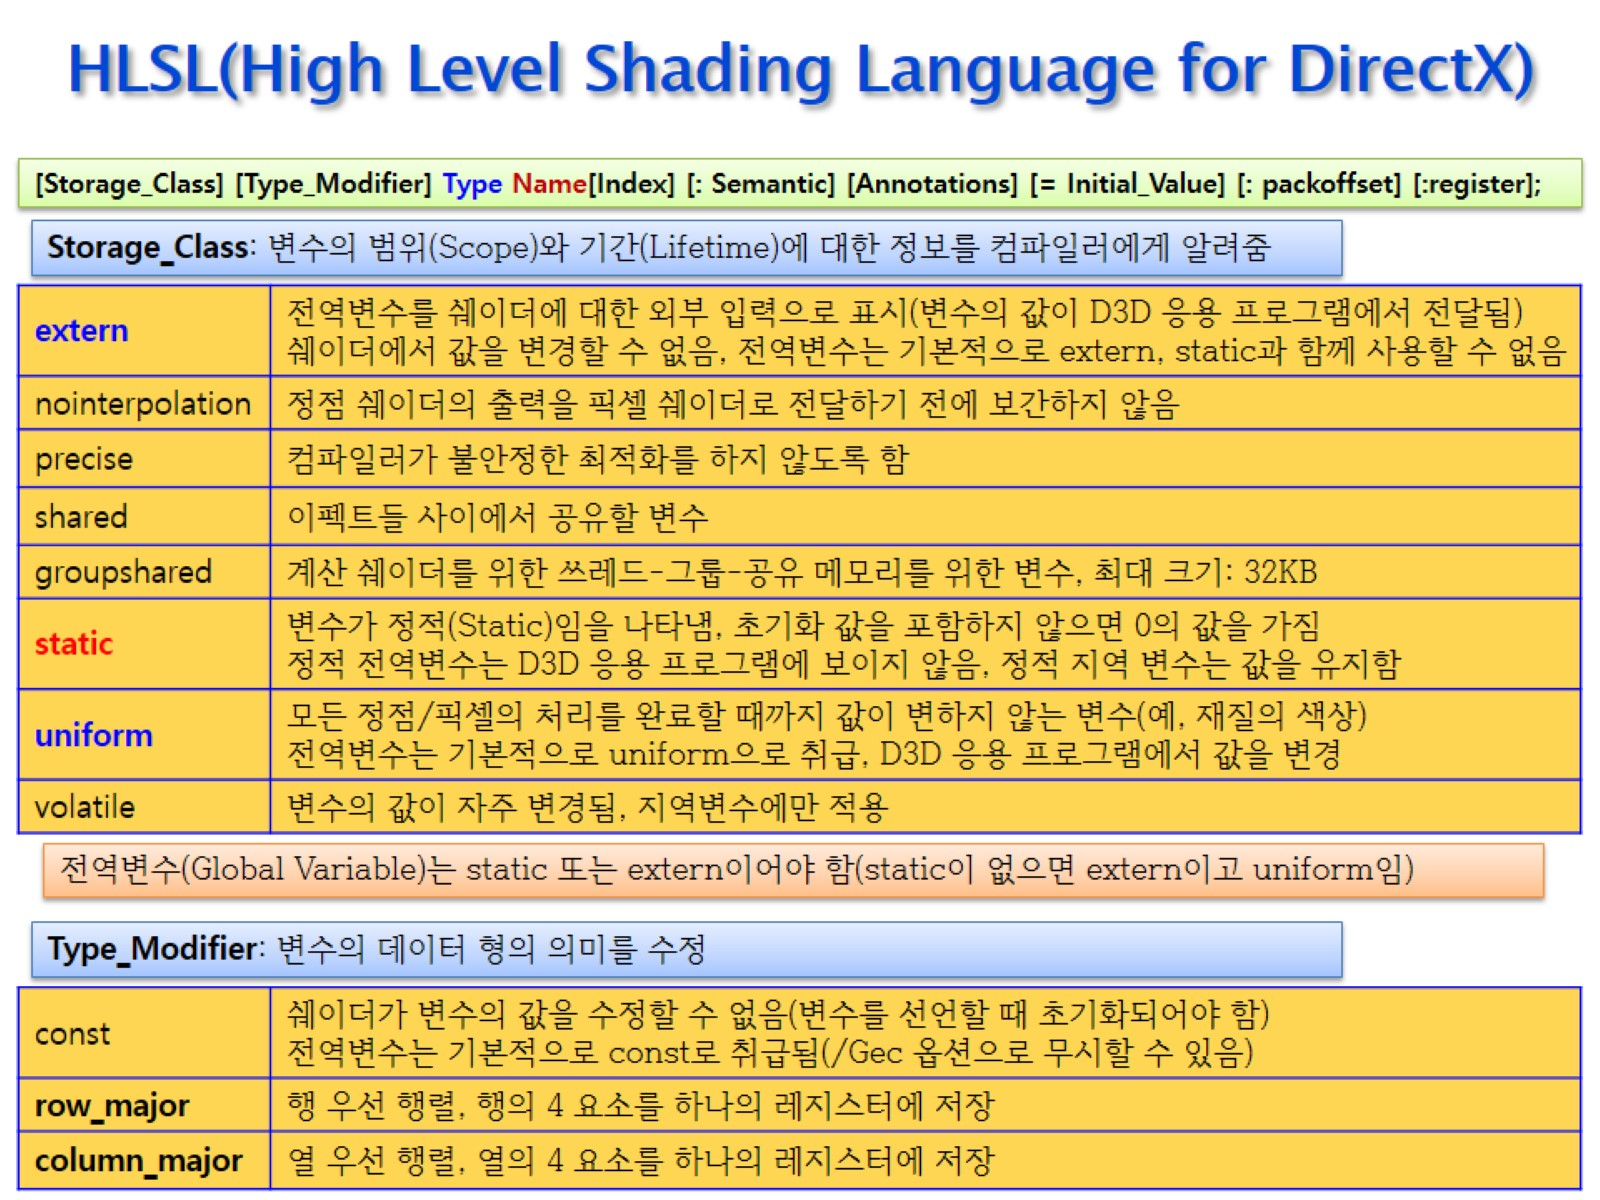 HLSL(High Level Shading Language for DirectX)
[Storage_Class] [Type_Modifier] Type Name[Index] [: Semantic] [Annotations] [= Initial_Value] [: packoffset] [:register];
Storage_Class: 변수의 범위(Scope)와 기간(Lifetime)에 대한 정보를 컴파일러에게 알려줌
extern
전역변수를 쉐이더에 대한 외부 입력으로 표시(변수의 값이 D3D 응용 프로그램에서 전달됨)
쉐이더에서 값을 변경할 수 없음, 전역변수는 기본적으로 extern, static과 함께 사용할 수 없음
nointerpolation 정점 쉐이더의 출력을 픽셀 쉐이더로 전달하기 전에 보간하지 않음
precise 컴파일러가 불안정한 최적화를 하지 않도록 함
shared 이펙트들 사이에서 공유할 변수
groupshared 계산 쉐이더를 위한 쓰레드-그룹-공유 메모리를 위한 변수, 최대 크기: 32KB
static
변수가 정적(Static)임을 나타냄, 초기화 값을 포함하지 않으면 0의 값을 가짐
정적 전역변수는 D3D 응용 프로그램에 보이지 않음, 정적 지역 변수는 값을 유지함
uniform
모든 정점/픽셀의 처리를 완료할 때까지 값이 변하지 않는 변수(예, 재질의 색상)
전역변수는 기본적으로 uniform으로 취급, D3D 응용 프로그램에서 값을 변경
volatile 변수의 값이 자주 변경됨, 지역변수에만 적용
전역변수(Global Variable)는 static 또는 extern이어야 함(static이 없으면 extern이고 uniform임)
Type_Modifier: 변수의 데이터 형의 의미를 수정
const
쉐이더가 변수의 값을 수정할 수 없음(변수를 선언할 때 초기화되어야 함)
전역변수는 기본적으로 const로 취급됨(/Gec 옵션으로 무시할 수 있음)
row_major 행 우선 행렬, 행의 4 요소를 하나의 레지스터에 저장
column_major 열 우선 행렬, 열의 4 요소를 하나의 레지스터에 저장